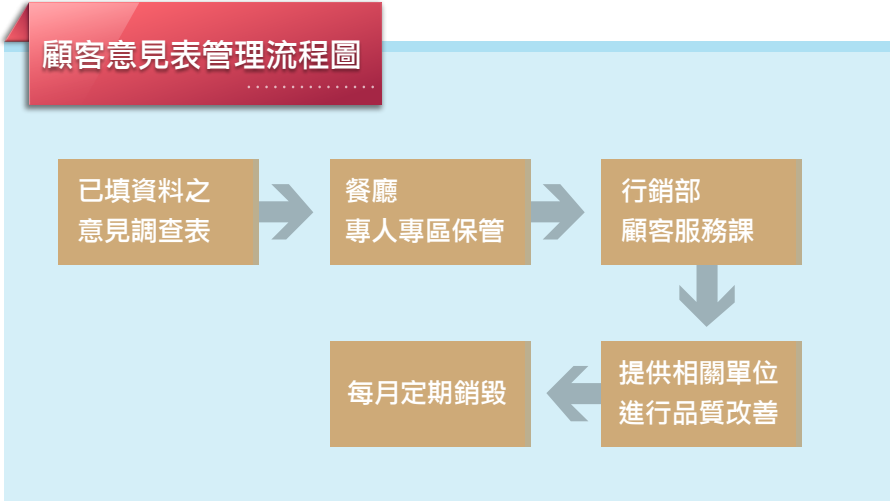 顧客意見表管理流程圖
已填資料之
意見調查表
餐廳
專人專區保管
行銷部
顧客服務課
提供相關單位
進行品質改善
每月定期銷毀